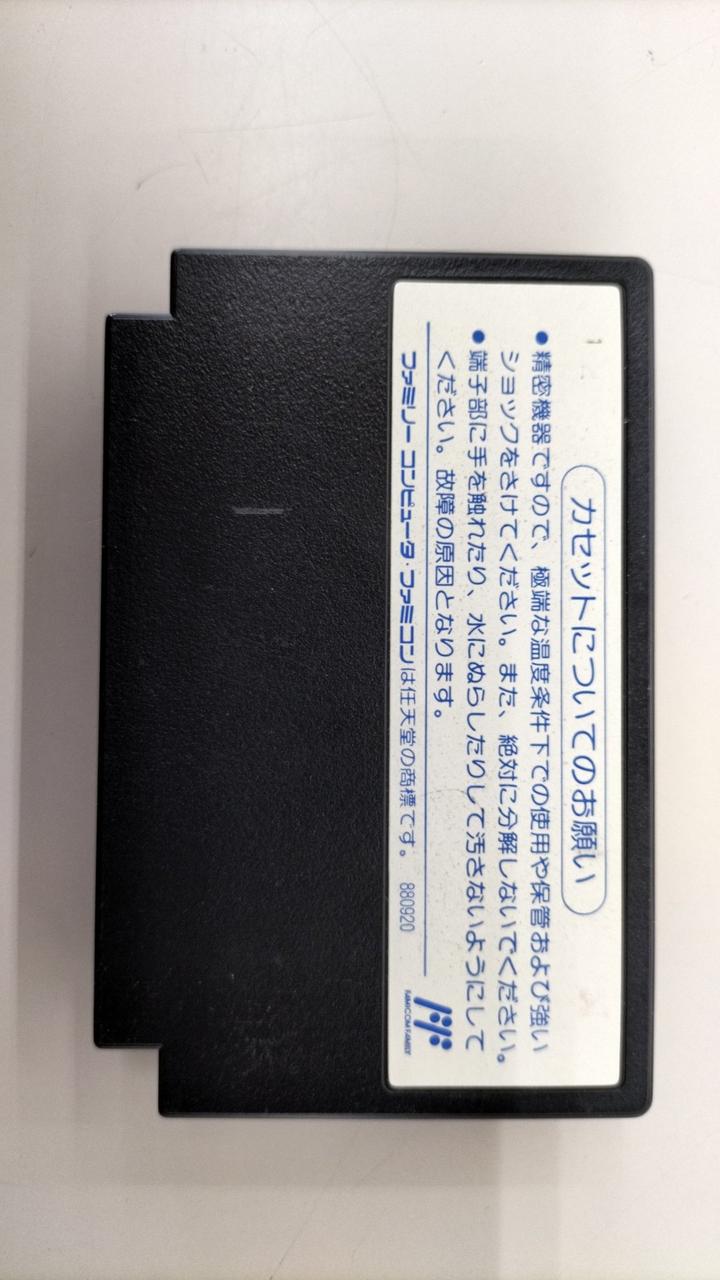 カセットについてのお願い
●精密機器ですので、極端な温度条件下での使用や保管および強い
ショックをさけてください。また、絶対に分解しないでください。
●端子部に手を触れたり、水にぬらしたりして汚さないようにして
ください。故障の原因となります。
ファミリー コンピュータ・ファミコンは任天堂の商標です。 880920
FAMICOM FAMILY